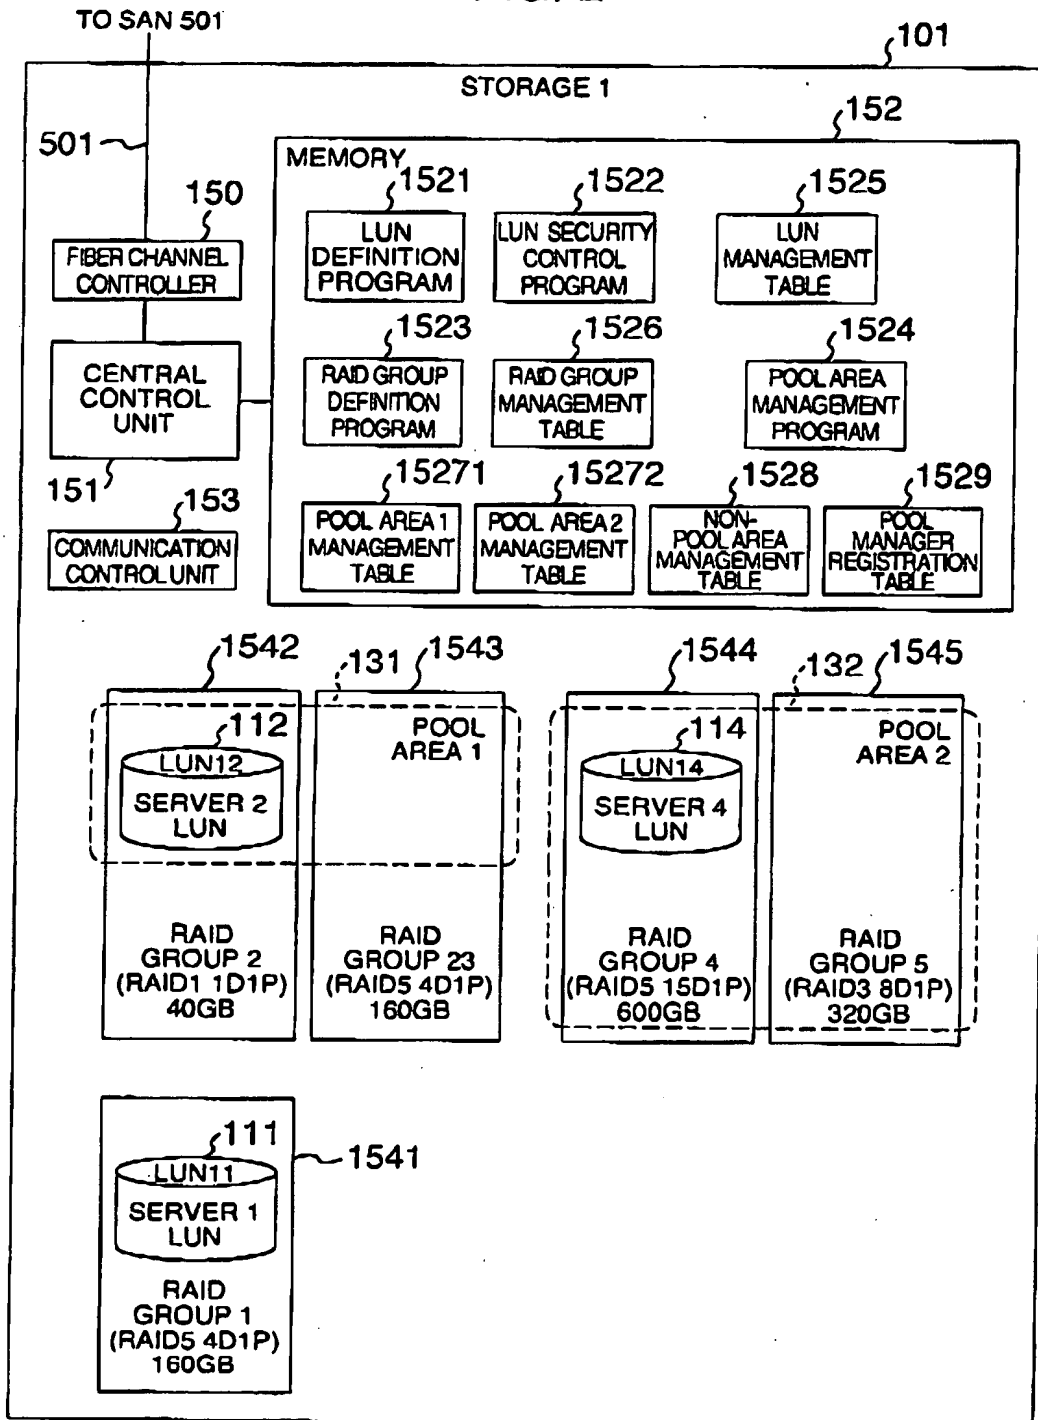 TO SAN 501
101
STORAGE 1
501
152
MEMORY
150
FIBER CHANNEL
CONTROLLER
1521
LUN
DEFINITION
PROGRAM
1522
LUN SECURITY
CONTROL
PROGRAM
1525
LUN
MANAGEMENT
TABLE
CENTRAL
CONTROL
UNIT
151
1523
RAID GROUP
DEFINITION
PROGRAM
1526
RAID GROUP
MANAGEMENT
TABLE
1524
POOL AREA
MANAGEMENT
PROGRAM
153
COMMUNICATION
CONTROL UNIT
15271
POOL AREA 1
MANAGEMENT
TABLE
15272
POOL AREA 2
MANAGEMENT
TABLE
1528
NON-
POOL AREA
MANAGEMENT
TABLE
1529
POOL
MANAGER
REGISTRATION
TABLE
1542
131
1543
1544
132
1545
112
LUN12
SERVER 2
LUN
POOL
AREA 1
114
LUN14
SERVER 4
LUN
POOL
AREA 2
RAID
GROUP 2
(RAID1 1D1P)
40GB
RAID
GROUP 23
(RAID5 4D1P)
160GB
RAID
GROUP 4
(RAID5 15D1P)
600GB
RAID
GROUP 5
(RAID3 8D1P)
320GB
111
LUN11
SERVER 1
LUN
1541
RAID
GROUP 1
(RAID5 4D1P)
160GB